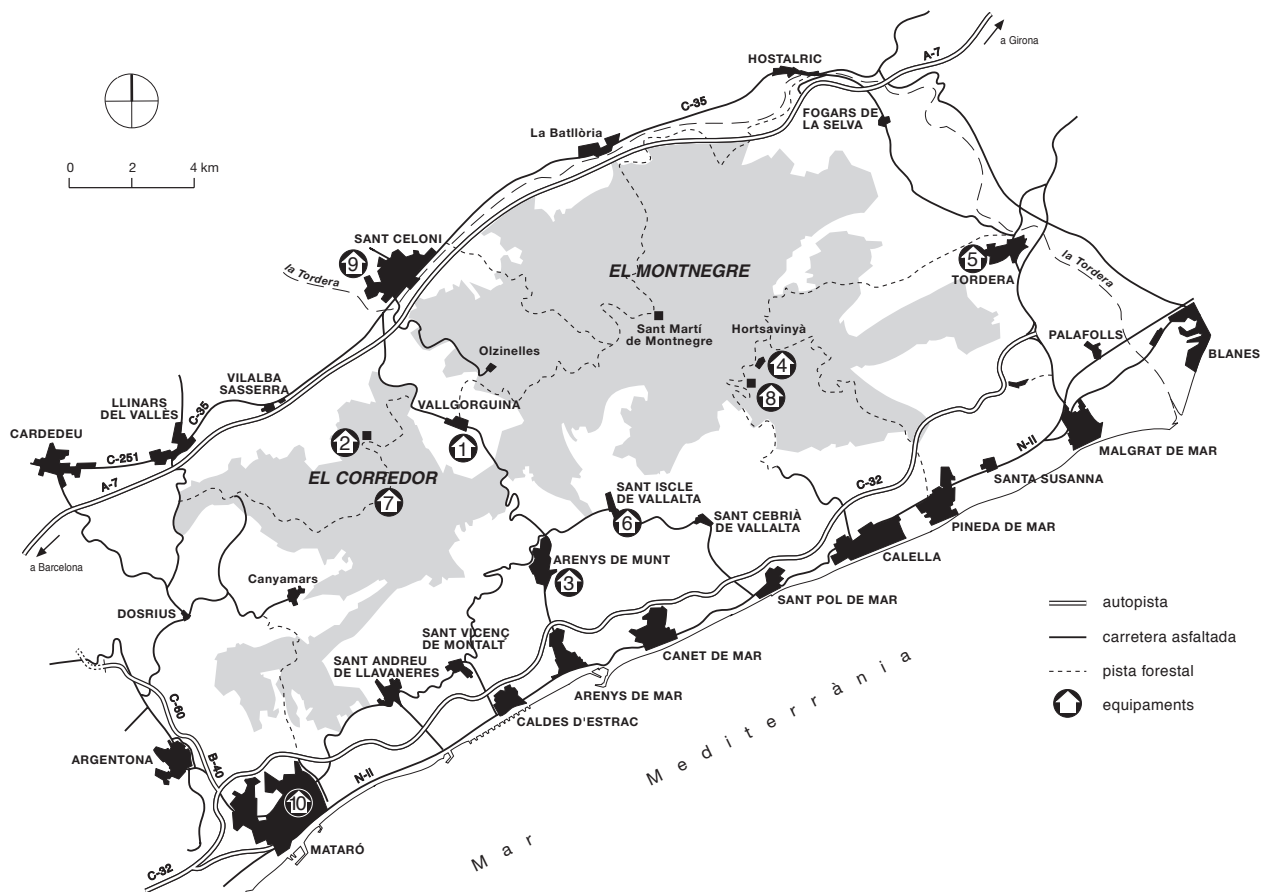 a Girona
A-7
HOSTALRIC
C-35
FOGARS DE
LA SELVA
La Batllòria
0 2 4 km
SANT CELONI
9
la Tordera
EL MONTNEGRE
5
TORDERA
la Tordera
Sant Martí
de Montnegre
Hortsavinyà
PALAFOLLS
BLANES
Olzinelles
4
8
VILALBA
SASSERRA
LLINARS
DEL VALLÈS
C-35
VALLGORGUINA
CARDEDEU
C-251
2
1
N-II
MALGRAT DE MAR
A-7
EL CORREDOR
7
C-32
SANTA SUSANNA
SANT ISCLE
DE VALLALTA
6
SANT CEBRIÀ
DE VALLALTA
PINEDA DE MAR
a Barcelona
ARENYS DE MUNT
CALELLA
Canyamars
3
DOSRIUS
SANT POL DE MAR
autopista
SANT VICENÇ
DE MONTALT
carretera asfaltada
SANT ANDREU
DE LLAVANERES
CANET DE MAR
pista forestal
ARENYS DE MAR
equipaments
C-60
CALDES D'ESTRAC
ARGENTONA
B-40
N-II
10
MATARÓ
C-32
Mar Mediterrània